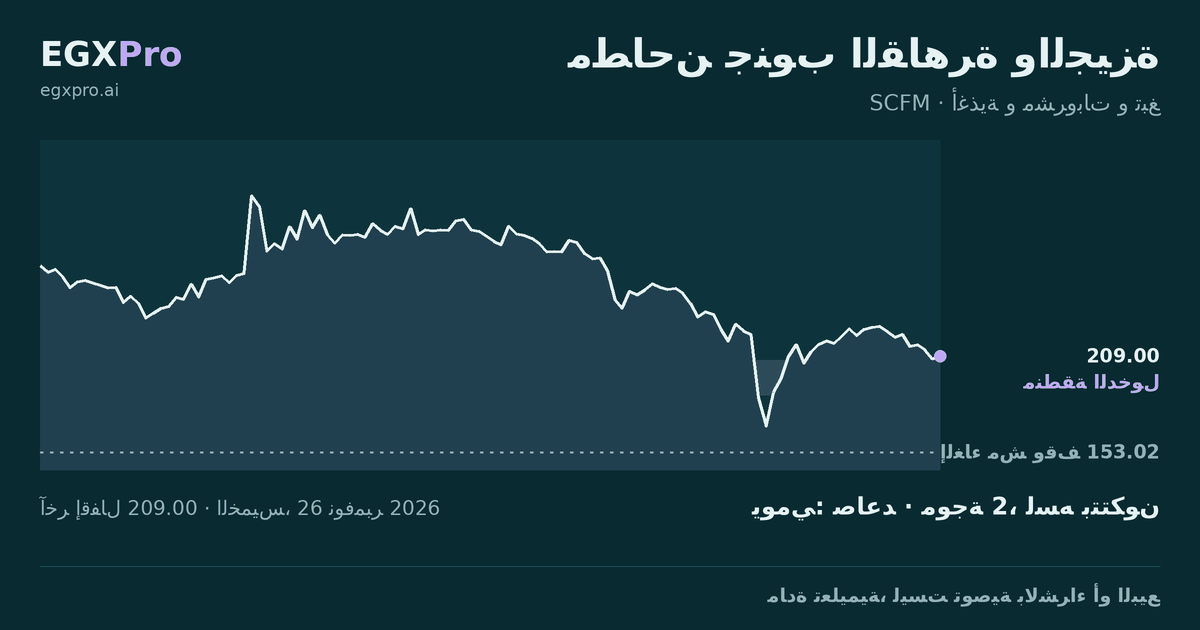 EGXPro
egxpro.ai
مطاحن جنوب القاهرة والجيزة
SCFM · أغذية و مشروبات و تبغ
209.00
منطقة الدخول
إلغاء مش وقف 153.02
يومي: صاعد · موجة 2، لسه بتتكون
آخر إقفال 209.00 · الخميس، 26 نوفمبر 2026
مادة تعليمية، ليست توصية بالشراء أو البيع